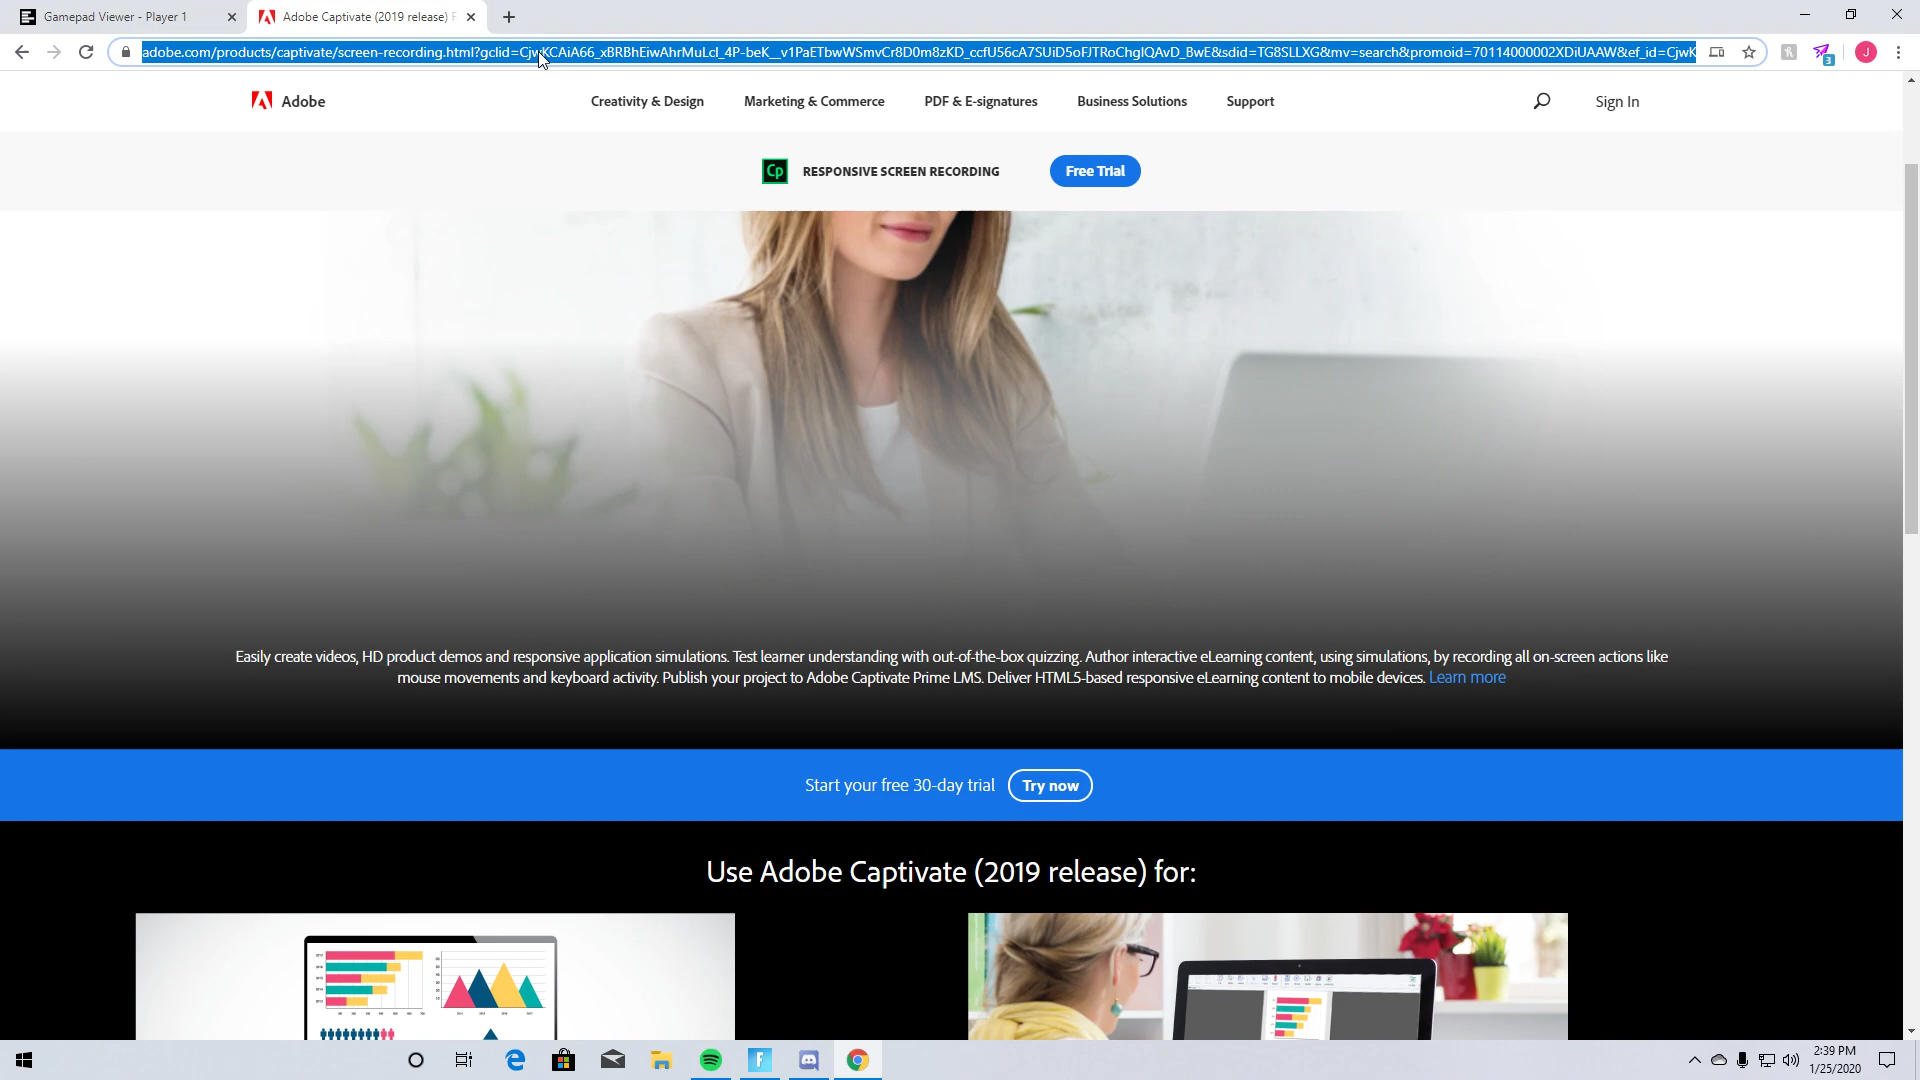 Gamepad Viewer - Player 1
Adobe Captivate (2019 release)
adobe.com/products/captivate/screen-recording.html?gclid=CjwKCAiA66_xBRBhEiwAhrMuLcl_4P-beK__v1PaETbwWSmvCr8D0m8zKD_ccfU56cA7SUiD5oFJTRoChglQAvD_BwE&sdid=TG8SLLXG&mv=search&promoid=70114000002XDiUAAW&ef_id=CjwK
3
J
Adobe
Creativity & Design
Marketing & Commerce
PDF & E-signatures
Business Solutions
Support
Sign In
Cp
RESPONSIVE SCREEN RECORDING
Free Trial
Easily create videos, HD product demos and responsive application simulations. Test learner understanding with out-of-the-box quizzing. Author interactive eLearning content, using simulations, by recording all on-screen actions like
mouse movements and keyboard activity. Publish your project to Adobe Captivate Prime LMS. Deliver HTML5-based responsive eLearning content to mobile devices. Learn more
Start your free 30-day trial
Try now
Use Adobe Captivate (2019 release) for:
2:39 PM
1/25/2020